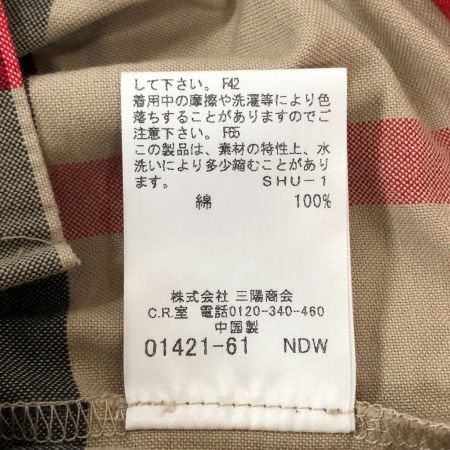 して下さい。 F42
着用中の摩擦や洗濯等により色
落ちすることがありますのでご
注意下さい。 F65
この製品は、素材の特性上、水
洗いにより多少縮むことがあり
ます。 SHU-1
綿 100%
株式会社 三陽商会
C.R.室 電話0120-340-460
中国製
01421-61 NDW